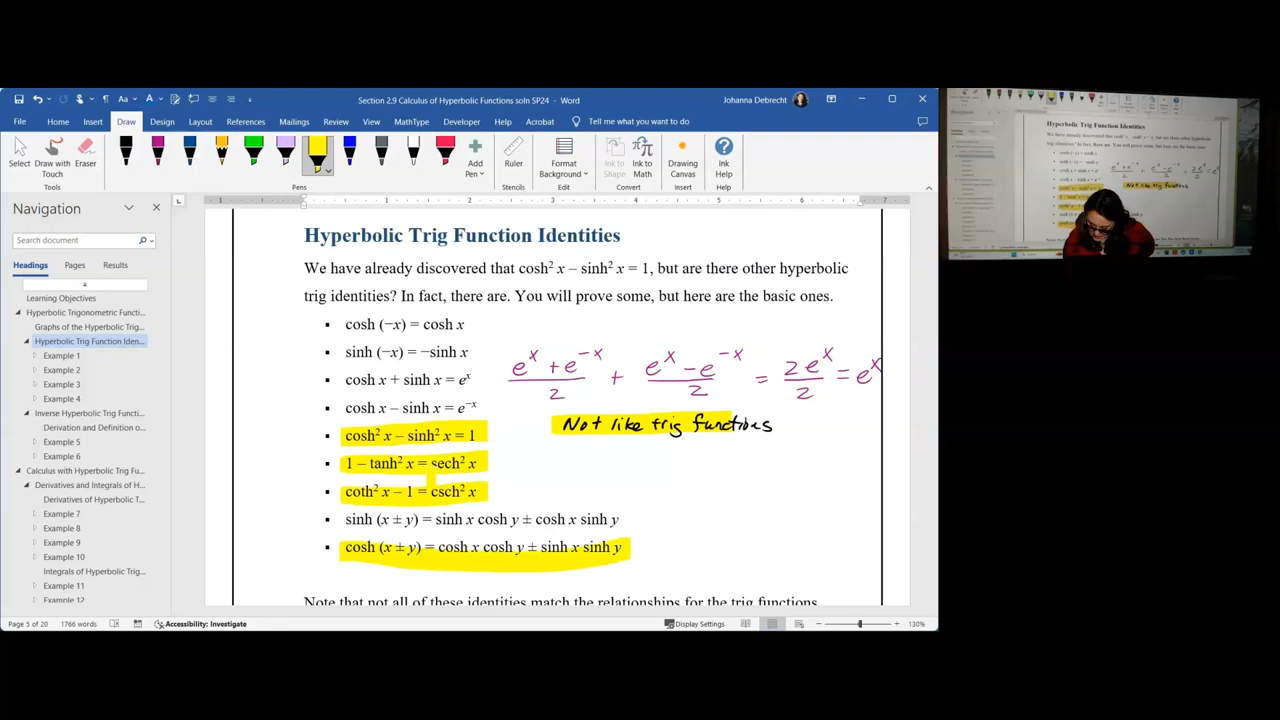 Section 2.9 Calculus of Hyperbolic Functions soln SP24 - Word
Johanna Debrecht
File Home Insert Draw Design Layout References Mailings Review View MathType Developer Help Acrobat Tell me what you want to do
Select
Draw with Touch
Eraser
Add Pen
Ruler
Format Background
Ink to Shape
Ink to Math
Drawing Canvas
Ink Help
Tools
Pens
Stencils
Format
Convert
Insert
Help
Navigation
Search document
Headings Pages Results
Learning Objectives
Hyperbolic Trigonometric Functi...
Graphs of the Hyperbolic Trig...
Hyperbolic Trig Function Iden...
Example 1
Example 2
Example 3
Example 4
Inverse Hyperbolic Trig Functi...
Derivation and Definition o...
Example 5
Example 6
Calculus with Hyperbolic Trig Fu...
Derivatives and Integrals of H...
Derivatives of Hyperbolic T...
Example 7
Example 8
Example 9
Example 10
Integrals of Hyperbolic Trig...
Example 11
Example 12
Hyperbolic Trig Function Identities
We have already discovered that cosh² x – sinh² x = 1, but are there other hyperbolic
trig identities? In fact, there are. You will prove some, but here are the basic ones.
▪ cosh (−x) = cosh x
▪ sinh (−x) = −sinh x
▪ cosh x + sinh x = eˣ
▪ cosh x – sinh x = e⁻ˣ
▪ cosh² x – sinh² x = 1
▪ 1 – tanh² x = sech² x
▪ coth² x – 1 = csch² x
▪ sinh (x ± y) = sinh x cosh y ± cosh x sinh y
▪ cosh (x ± y) = cosh x cosh y ± sinh x sinh y
(eˣ + e⁻ˣ)/2 + (eˣ − e⁻ˣ)/2 = 2eˣ/2 = eˣ
Not like trig functions
Note that not all of these identities match the relationships for the trig functions
Page 5 of 20 1766 words Accessibility: Investigate Display Settings 130%
Hyperbolic Trig Function Identities
Not like trig functions